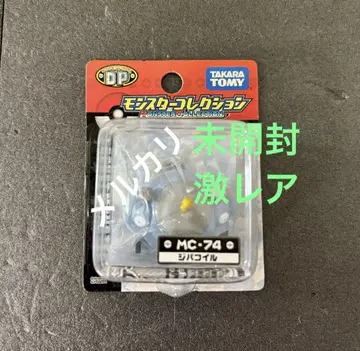 DP
TAKARA
TOMY
モンスターコレクション
未開封
激レア
メルカリ
MC-74
ジバコイル